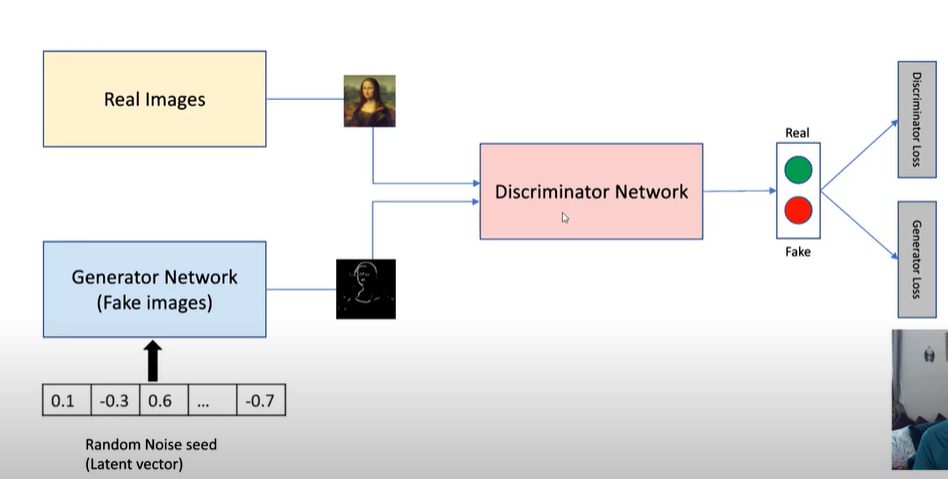 Real Images
Generator Network
(Fake images)
0.1 -0.3 0.6 ... -0.7
Random Noise seed
(Latent vector)
Discriminator Network
Real
Fake
Discriminator Loss
Generator Loss